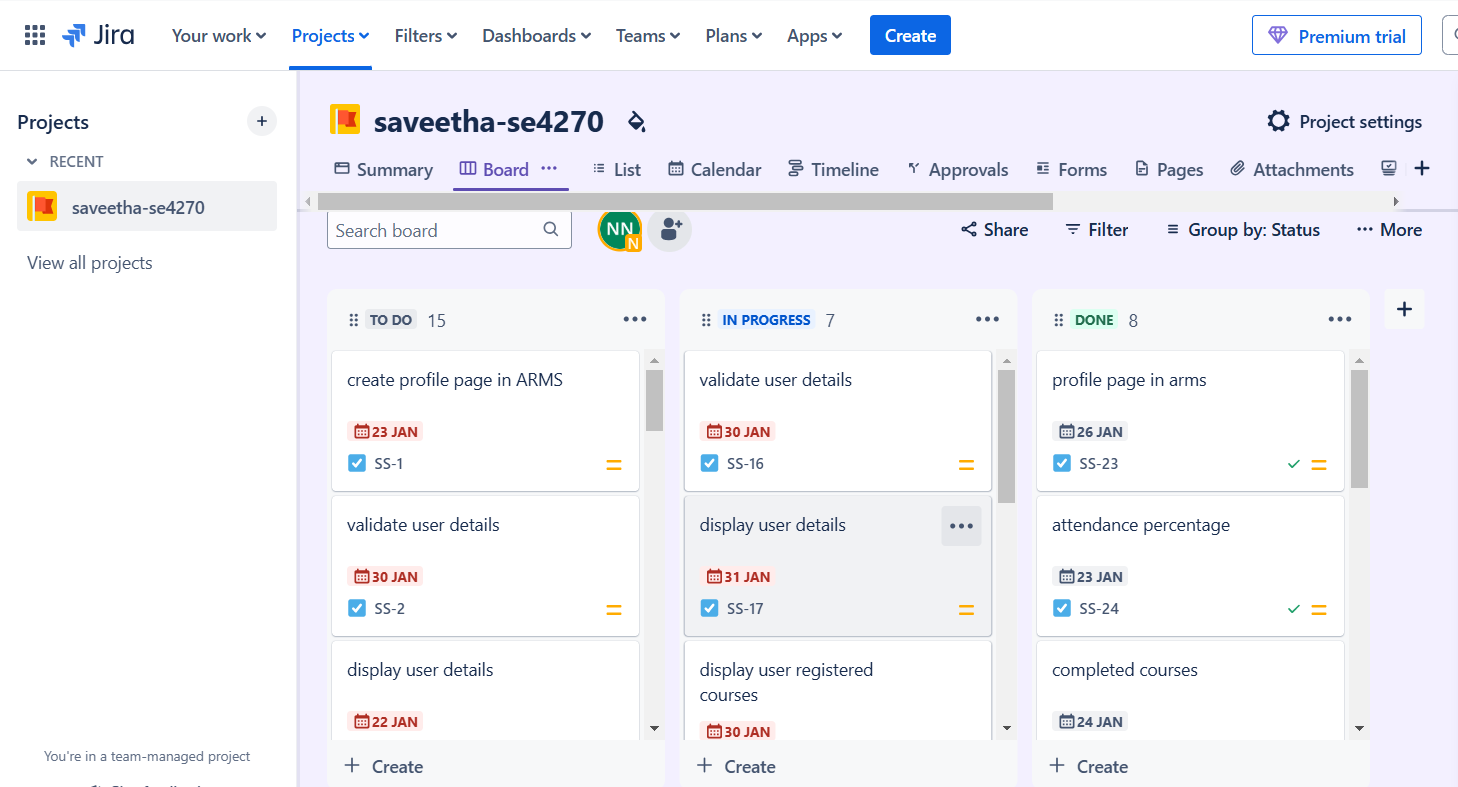 Jira Your work Projects Filters Dashboards Teams Plans Apps Create Premium trial
Projects
RECENT
saveetha-se4270
View all projects
You're in a team-managed project
saveetha-se4270 Project settings
Summary Board List Calendar Timeline Approvals Forms Pages Attachments
Search board NN N Share Filter Group by: Status More
TO DO 15
create profile page in ARMS
23 JAN
SS-1
validate user details
30 JAN
SS-2
display user details
22 JAN
Create
IN PROGRESS 7
validate user details
30 JAN
SS-16
display user details
31 JAN
SS-17
display user registered
courses
30 JAN
Create
DONE 8
profile page in arms
26 JAN
SS-23
attendance percentage
23 JAN
SS-24
completed courses
24 JAN
Create